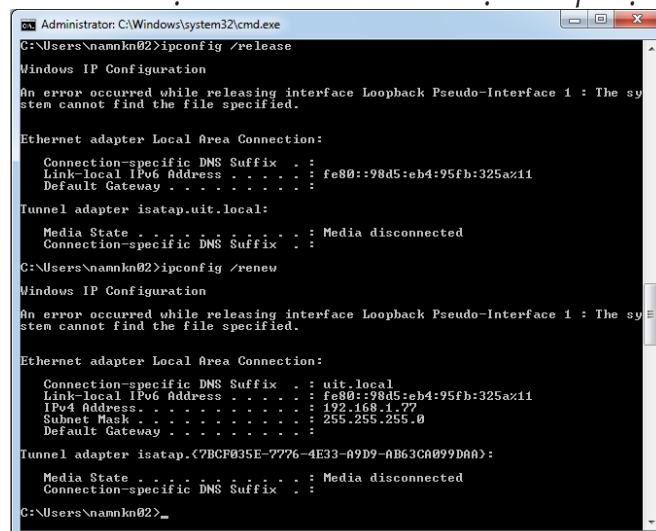 Administrator: C:\Windows\system32\cmd.exe
C:\Users\namnkn02>ipconfig /release
Windows IP Configuration
An error occurred while releasing interface Loopback Pseudo-Interface 1 : The sy
stem cannot find the file specified.
Ethernet adapter Local Area Connection:
Connection-specific DNS Suffix  . :
Link-local IPv6 Address . . . . . : fe80::98d5:eb4:95fb:325a%11
Default Gateway . . . . . . . . . :
Tunnel adapter isatap.uit.local:
Media State . . . . . . . . . . . : Media disconnected
Connection-specific DNS Suffix  . :
C:\Users\namnkn02>ipconfig /renew
Windows IP Configuration
An error occurred while releasing interface Loopback Pseudo-Interface 1 : The sy
stem cannot find the file specified.
Ethernet adapter Local Area Connection:
Connection-specific DNS Suffix  . : uit.local
Link-local IPv6 Address . . . . . : fe80::98d5:eb4:95fb:325a%11
IPv4 Address. . . . . . . . . . . : 192.168.1.77
Subnet Mask . . . . . . . . . . . : 255.255.255.0
Default Gateway . . . . . . . . . :
Tunnel adapter isatap.{7BCF035E-7776-4E33-A9D9-AB63CA099DAA}:
Media State . . . . . . . . . . . : Media disconnected
Connection-specific DNS Suffix  . :
C:\Users\namnkn02>_